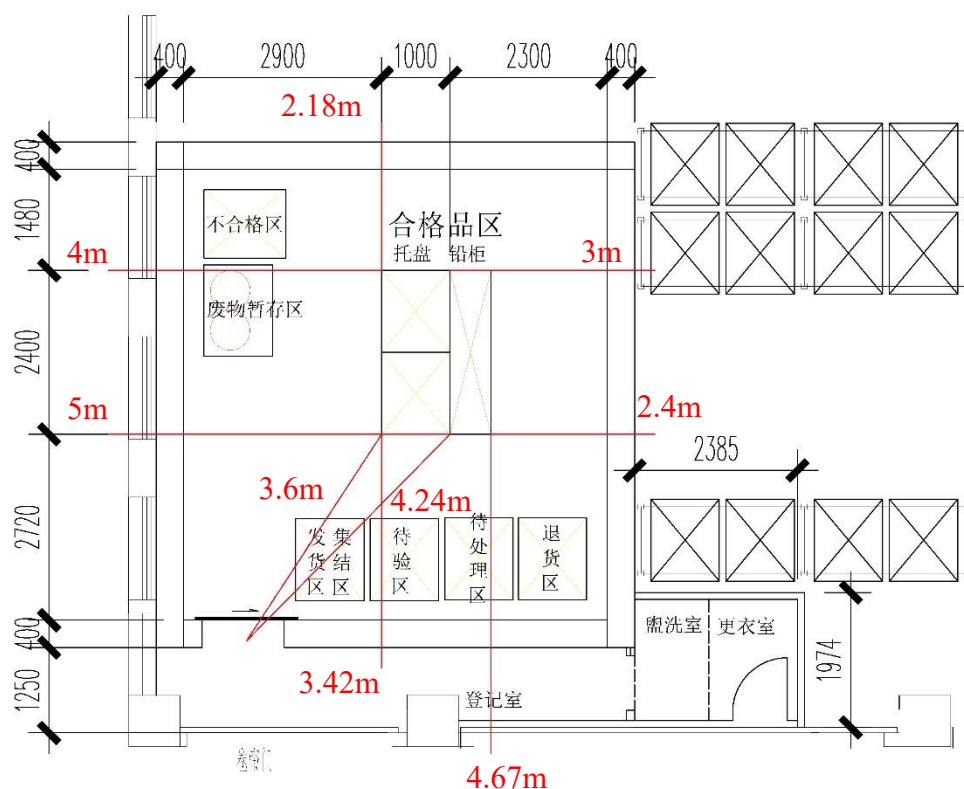 400 2900 1000 2300 400
2.18m
400
1480
不合格区
合格品区
托盘 铅柜
4m
3m
废物暂存区
2400
5m
2.4m
2385
3.6m
4.24m
2720
发货区
集结区
待验区
待处理区
退货区
400
盥洗室 更衣室
1974
3.42m
1250
登记室
4.67m